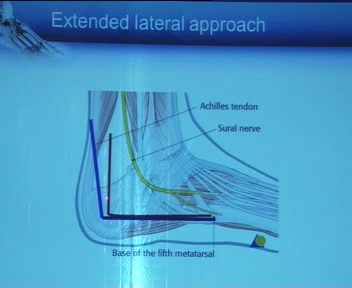 Extended lateral approach
Achilles tendon
Sural nerve
Base of the fifth metatarsal